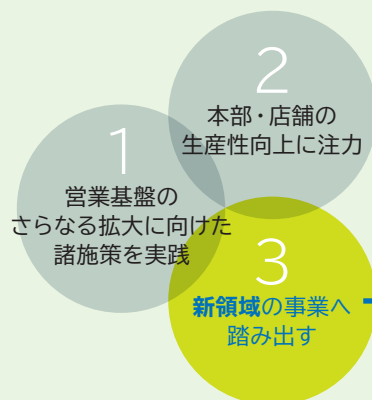 1
営業基盤の
さらなる拡大に向けた
諸施策を実践
2
本部・店舗の
生産性向上に注力
3
新領域の事業へ
踏み出す